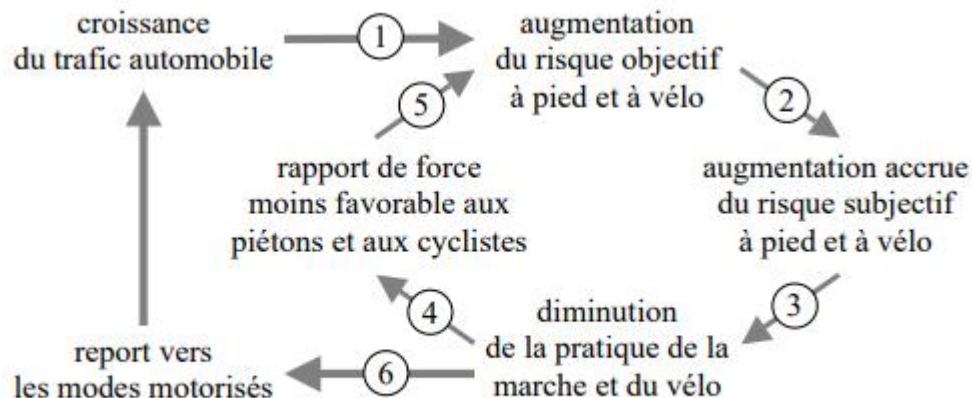 croissance
du trafic automobile
1
augmentation
du risque objectif
à pied et à vélo
2
augmentation accrue
du risque subjectif
à pied et à vélo
3
diminution
de la pratique de la
marche et du vélo
4
rapport de force
moins favorable aux
piétons et aux cyclistes
5
6
report vers
les modes motorisés